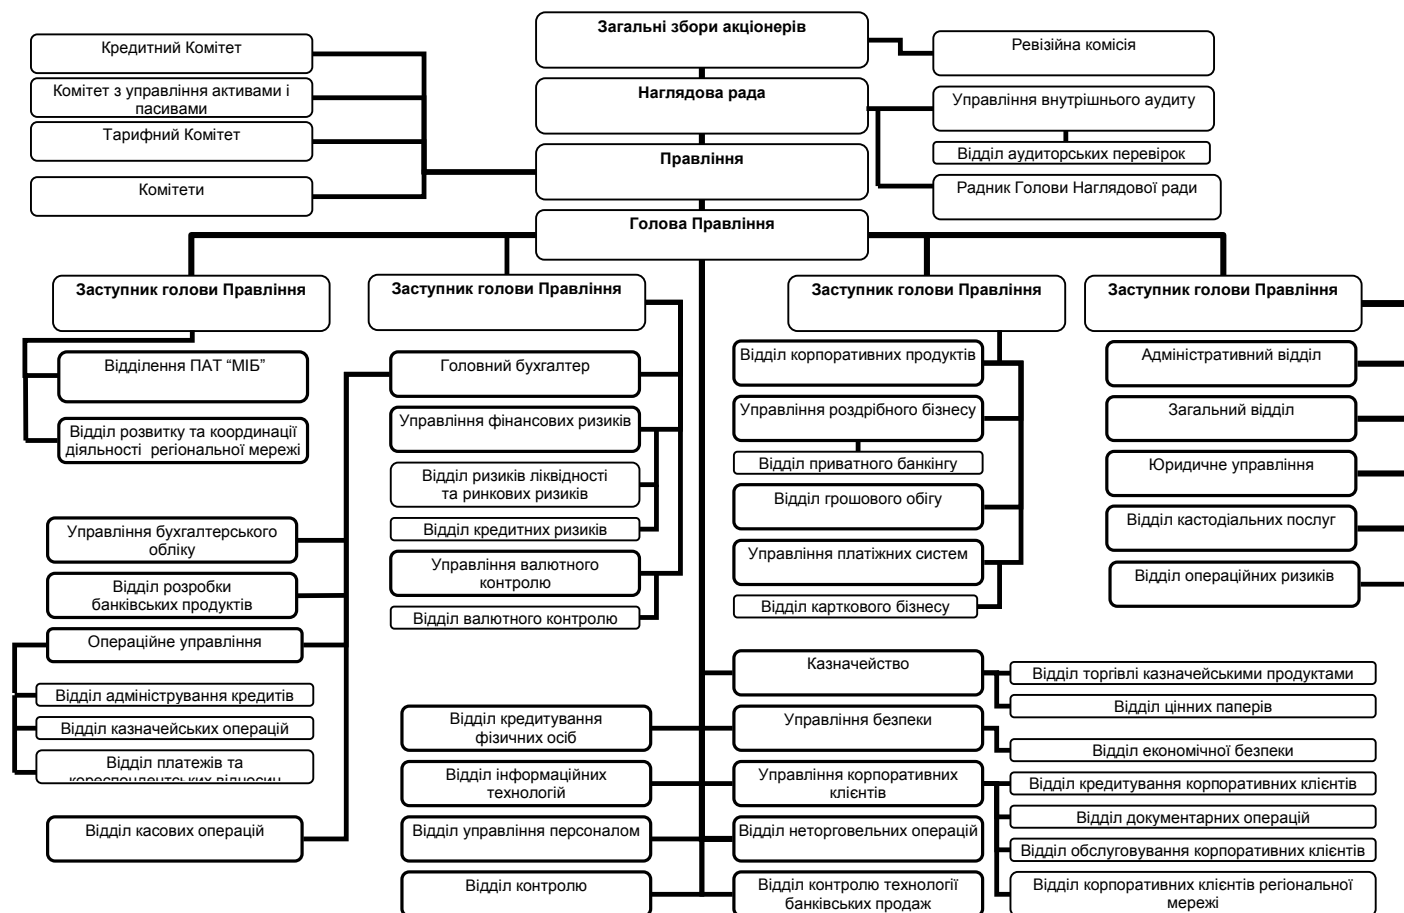 Загальні збори акціонерів
Кредитний Комітет
Ревізійна комісія
Комітет з управління активами і
пасивами
Наглядова рада
Управління внутрішнього аудиту
Тарифний Комітет
Правління
Відділ аудиторських перевірок
Комітети
Радник Голови Наглядової ради
Голова Правління
Заступник голови Правління
Заступник голови Правління
Заступник голови Правління
Заступник голови Правління
Відділення ПАТ “МІБ”
Відділ розвитку та координації
діяльності регіональної мережі
Головний бухгалтер
Управління фінансових ризиків
Відділ ризиків ліквідності
та ринкових ризиків
Відділ кредитних ризиків
Управління валютного
контролю
Відділ валютного контролю
Відділ корпоративних продуктів
Управління роздрібного бізнесу
Відділ приватного банкінгу
Відділ грошового обігу
Управління платіжних систем
Відділ карткового бізнесу
Адміністративний відділ
Загальний відділ
Юридичне управління
Відділ кастодіальних послуг
Відділ операційних ризиків
Управління бухгалтерського
обліку
Відділ розробки
банківських продуктів
Операційне управління
Відділ адміністрування кредитів
Відділ казначейських операцій
Відділ платежів та
кореспондентських відносин
Відділ касових операцій
Відділ кредитування
фізичних осіб
Відділ інформаційних
технологій
Відділ управління персоналом
Відділ контролю
Казначейство
Управління безпеки
Управління корпоративних
клієнтів
Відділ неторговельних операцій
Відділ контролю технології
банківських продаж
Відділ торгівлі казначейськими продуктами
Відділ цінних паперів
Відділ економічної безпеки
Відділ кредитування корпоративних клієнтів
Відділ документарних операцій
Відділ обслуговування корпоративних клієнтів
Відділ корпоративних клієнтів регіональної
мережі